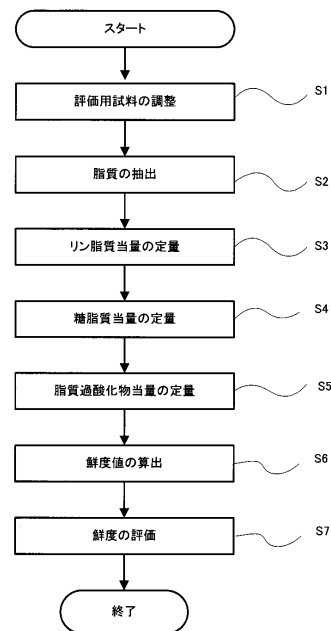 スタート
評価用試料の調整
S1
脂質の抽出
S2
リン脂質当量の定量
S3
糖脂質当量の定量
S4
脂質過酸化物当量の定量
S5
鮮度値の算出
S6
鮮度の評価
S7
終了